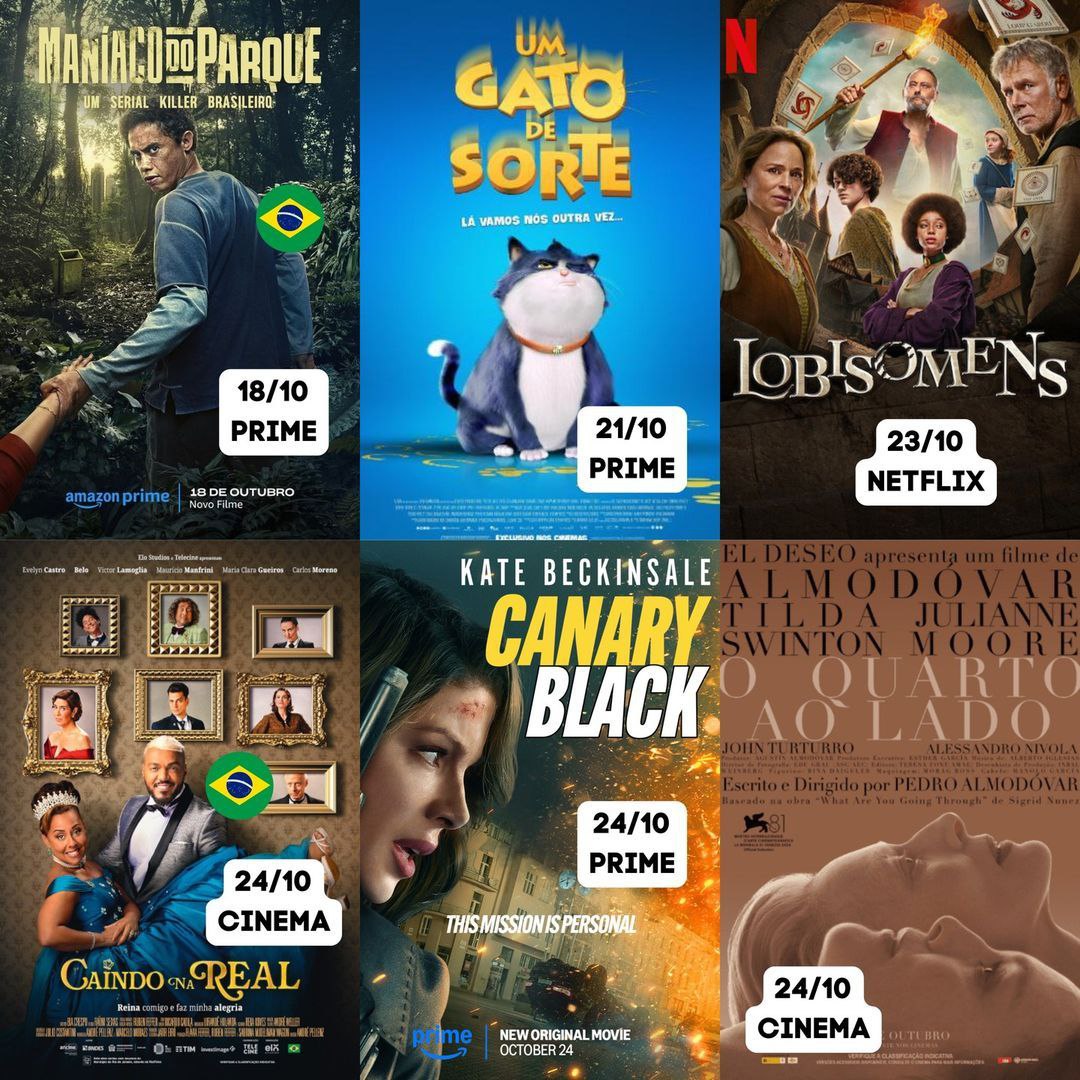 MANÍACO DO PARQUE
UM SERIAL KILLER BRASILEIRO
18/10
PRIME
amazon prime
18 DE OUTUBRO
Novo Filme
UM
GATO
DE
SORTE
LÁ VAMOS NÓS OUTRA VEZ...
21/10
PRIME
EXCLUSIVO NOS CINEMAS
N
LOBISOMENS
23/10
NETFLIX
Elo Studios e Telecine apresentam
Evelyn Castro Belo Victor Lamoglia Mauricio Manfrini Maria Clara Gueiros Carlos Moreno
24/10
CINEMA
CAINDO NA REAL
Reina comigo e faz minha alegria
KATE BECKINSALE
CANARY
BLACK
24/10
PRIME
THIS MISSION IS PERSONAL
prime
NEW ORIGINAL MOVIE
OCTOBER 24
EL DESEO apresenta um filme de
ALMODÓVAR
TILDA JULIANNE
SWINTON MOORE
O QUARTO
AO LADO
JOHN TURTURRO ALESSANDRO NIVOLA
Escrito e Dirigido por PEDRO ALMODÓVAR
Baseado na obra “What Are You Going Through” de Sigrid Nunez
81
24/10
CINEMA
OUTUBRO
VERIFIQUE A CLASSIFICAÇÃO INDICATIVA